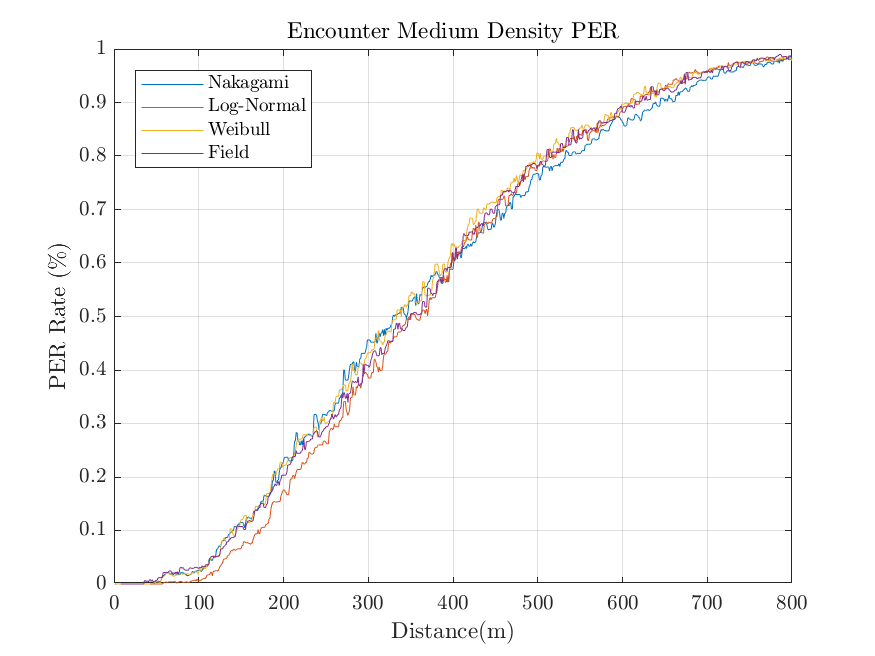 Encounter Medium Density PER
1
0.9
0.8
0.7
0.6
0.5
0.4
0.3
0.2
0.1
0
PER Rate (%)
Nakagami
Log-Normal
Weibull
Field
0 100 200 300 400 500 600 700 800
Distance(m)